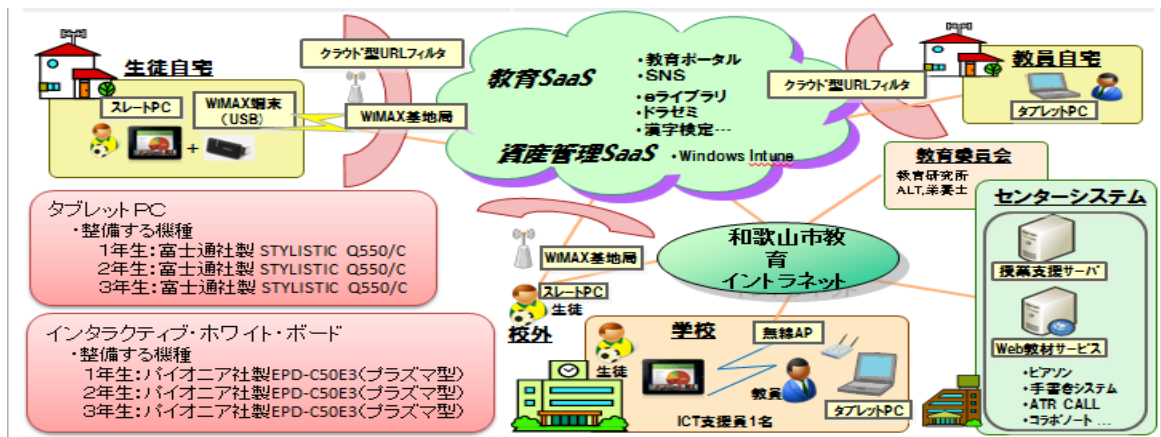 生徒自宅
スレートPC
WiMAX端末
(USB)
クラウド型URLフィルタ
WiMAX基地局
教育SaaS
・教育ポータル
・SNS
・eライブラリ
・ドラゼミ
・漢字検定…
資産管理SaaS
・Windows Intune
クラウド型URLフィルタ
教員自宅
タブレットPC
教育委員会
教育研究所
ALT,栄養士
センターシステム
授業支援サーバ
Web教材サービス
・ピアソン
・手書きシステム
・ATR CALL
・コラボノート …
タブレットPC
・整備する機種
1年生:富士通社製 STYLISTIC Q550/C
2年生:富士通社製 STYLISTIC Q550/C
3年生:富士通社製 STYLISTIC Q550/C
インタラクティブ・ホワイト・ボード
・整備する機種
1年生:パイオニア社製EPD-C50E3(プラズマ型)
2年生:パイオニア社製EPD-C50E3(プラズマ型)
3年生:パイオニア社製EPD-C50E3(プラズマ型)
和歌山市教
育
イントラネット
WiMAX基地局
スレートPC
生徒
校外
学校
無線AP
生徒
教員
タブレットPC
ICT支援員1名